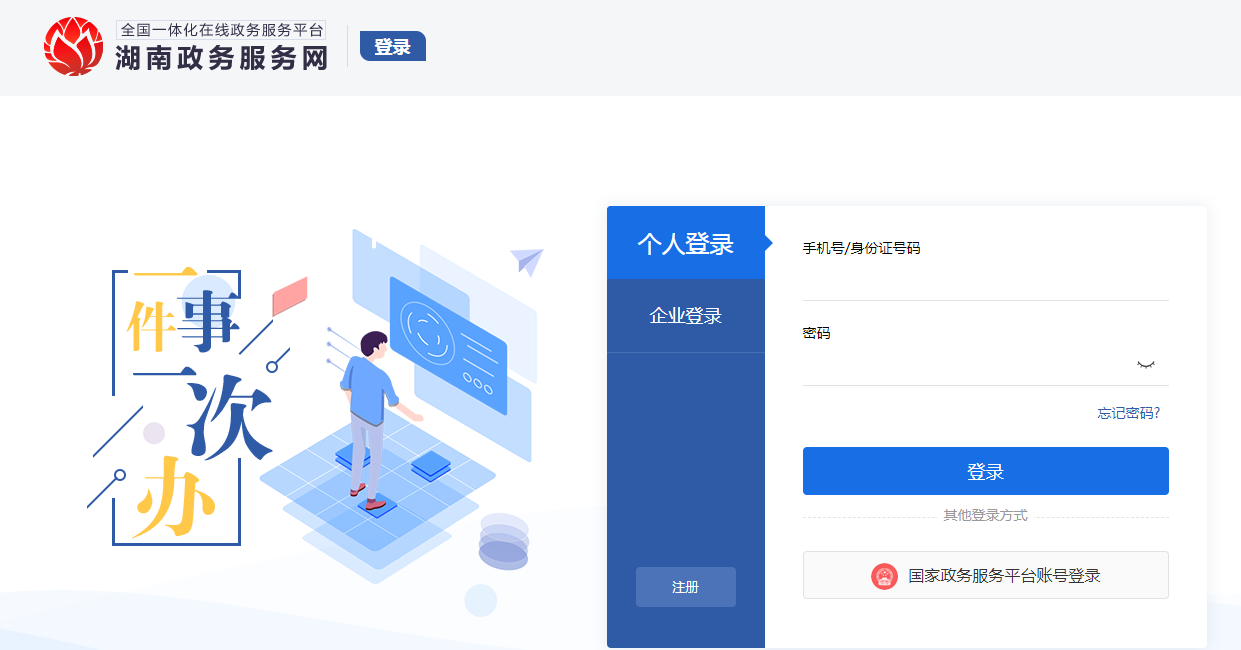 全国一体化在线政务服务平台
湖南政务服务网
登录
一件事
一次办
个人登录
企业登录
注册
手机号/身份证号码
密码
忘记密码?
登录
其他登录方式
国家政务服务平台账号登录